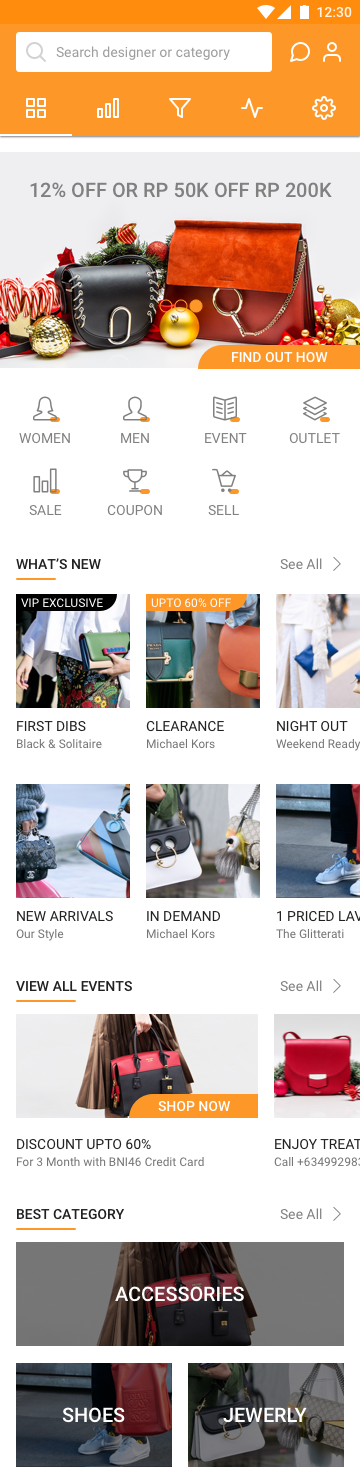 12:30
Search designer or category
12% OFF OR RP 50K OFF RP 200K
FIND OUT HOW
WOMEN MEN EVENT OUTLET
SALE COUPON SELL
WHAT'S NEW See All
VIP EXCLUSIVE UPTO 60% OFF
FIRST DIBS CLEARANCE NIGHT OUT
Black & Solitaire Michael Kors Weekend Ready
NEW ARRIVALS IN DEMAND 1 PRICED LAV
Our Style Michael Kors The Glitterati
VIEW ALL EVENTS See All
SHOP NOW
DISCOUNT UPTO 60% ENJOY TREAT
For 3 Month with BNI46 Credit Card Call +634992983
BEST CATEGORY See All
ACCESSORIES
SHOES JEWERLY